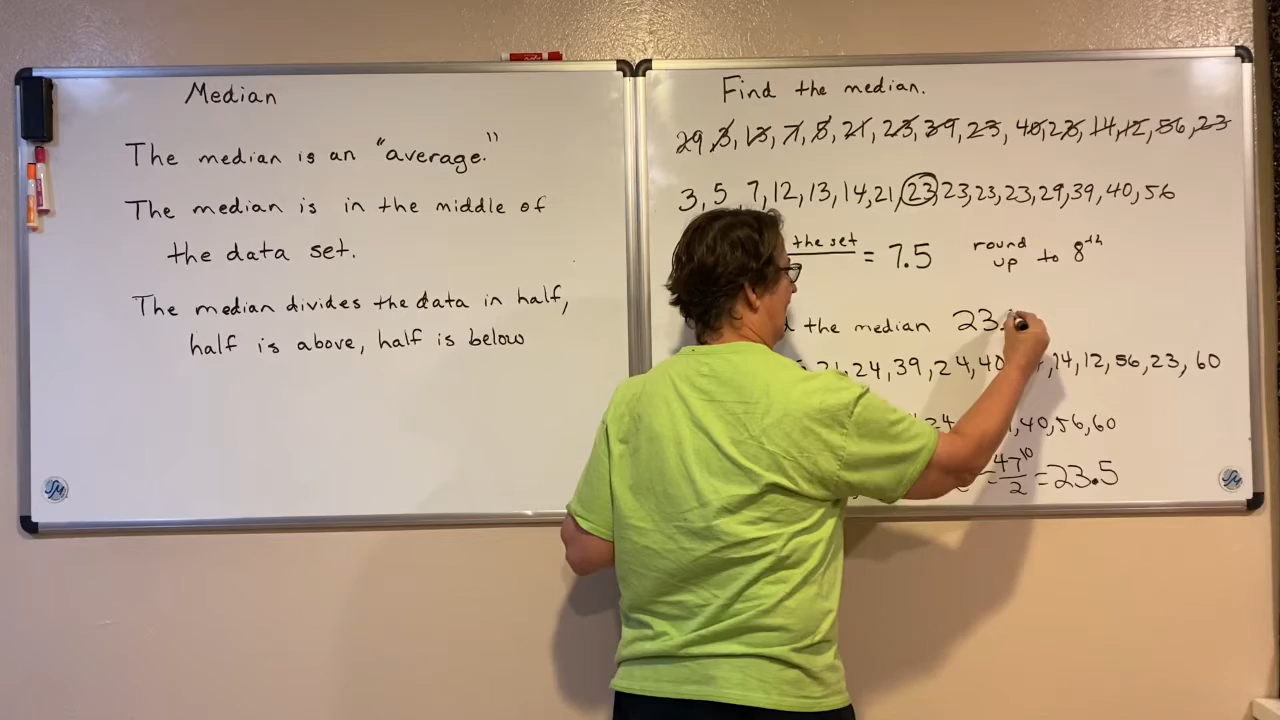 Median
The median is an "average."
The median is in the middle of
the data set.
The median divides the data in half,
half is above, half is below
Find the median.
29, 3, 13, 7, 5, 21, 23, 39, 23, 40, 23, 14, 12, 56, 23
3, 5, 7, 12, 13, 14, 21, 23, 23, 23, 23, 29, 39, 40, 56
the set = 7.5 round up to 8th
the median 23.
24, 39, 24, 40 14, 12, 56, 23, 60
24 40, 56, 60
= 47/2 = 23.5
SM
SM